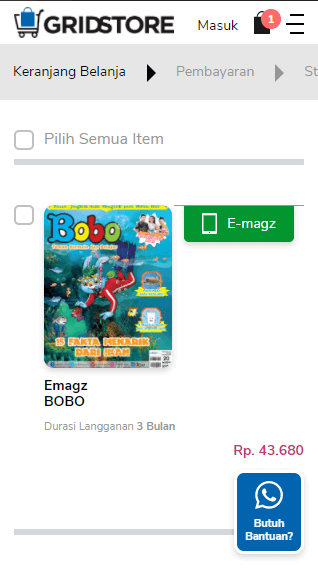 GRIDSTORE
Masuk
1
Keranjang Belanja
Pembayaran
St
Pilih Semua Item
Bobo
15 FAKTA MENARIK
DARI IKAN
E-magz
Emagz
BOBO
Durasi Langganan 3 Bulan
Rp. 43.680
Butuh
Bantuan?